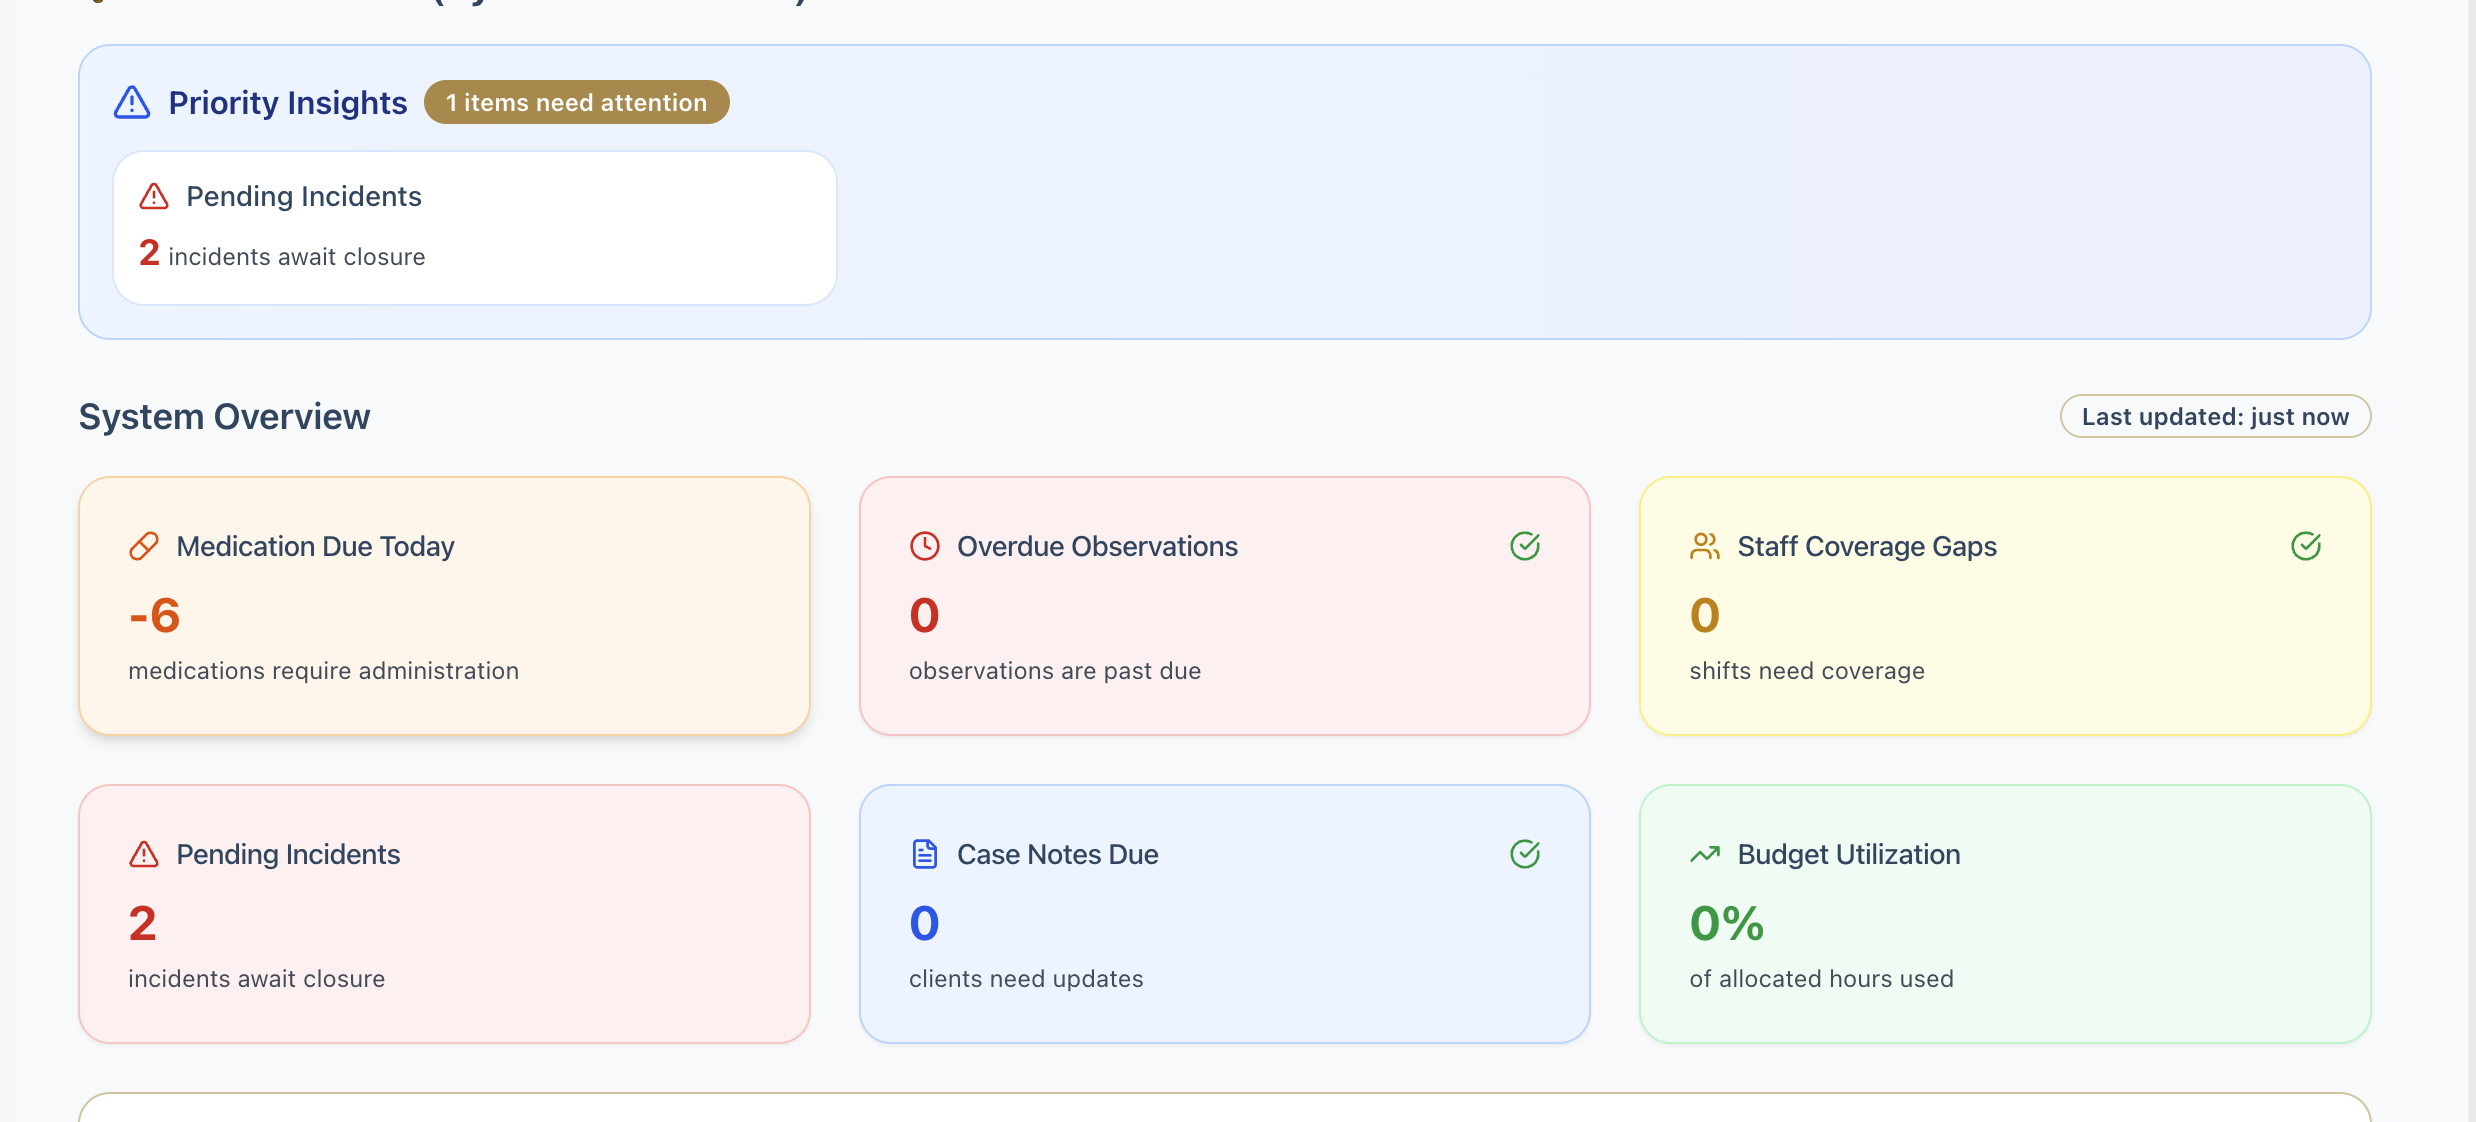 Priority Insights 1 items need attention
Pending Incidents
2 incidents await closure
System Overview
Last updated: just now
Medication Due Today
-6
medications require administration
Overdue Observations
0
observations are past due
Staff Coverage Gaps
0
shifts need coverage
Pending Incidents
2
incidents await closure
Case Notes Due
0
clients need updates
Budget Utilization
0%
of allocated hours used